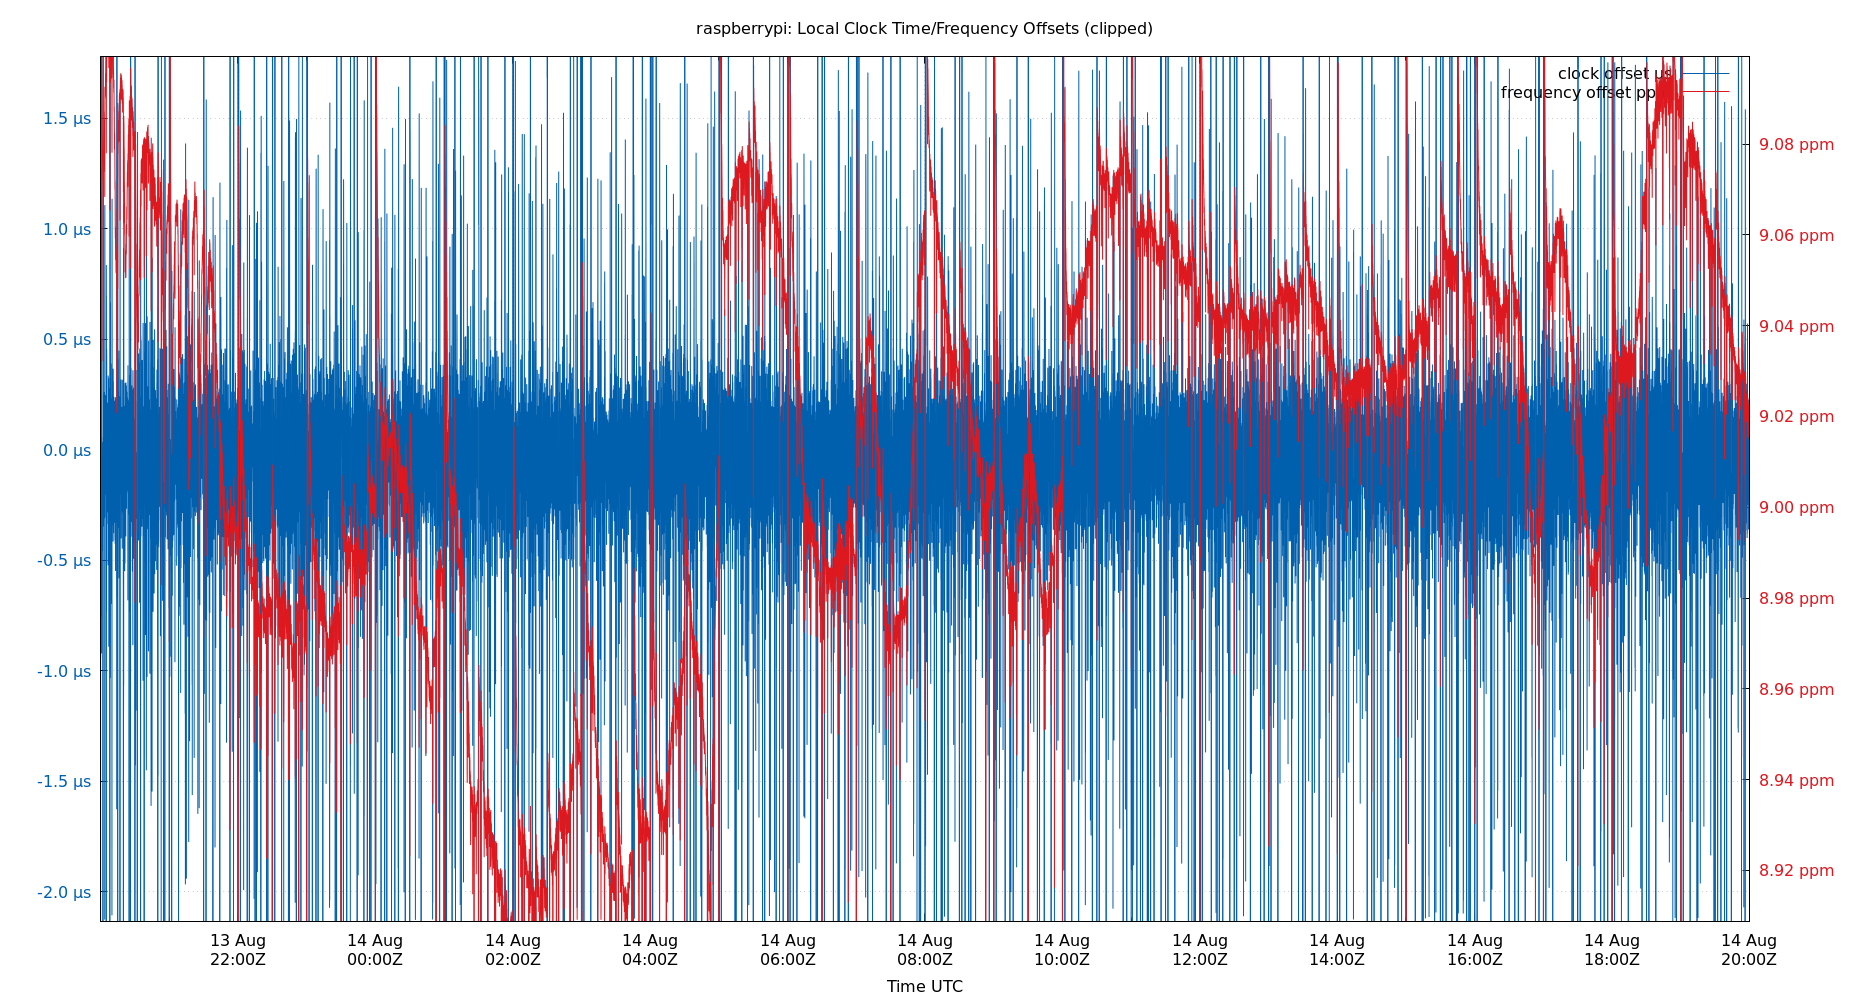 raspberrypi: Local Clock Time/Frequency Offsets (clipped)
clock offset µs
frequency offset pp
1.5 µs
1.0 µs
0.5 µs
0.0 µs
-0.5 µs
-1.0 µs
-1.5 µs
-2.0 µs
9.08 ppm
9.06 ppm
9.04 ppm
9.02 ppm
9.00 ppm
8.98 ppm
8.96 ppm
8.94 ppm
8.92 ppm
13 Aug 14 Aug 14 Aug 14 Aug 14 Aug 14 Aug 14 Aug 14 Aug 14 Aug 14 Aug 14 Aug 14 Aug
22:00Z 00:00Z 02:00Z 04:00Z 06:00Z 08:00Z 10:00Z 12:00Z 14:00Z 16:00Z 18:00Z 20:00Z
Time UTC